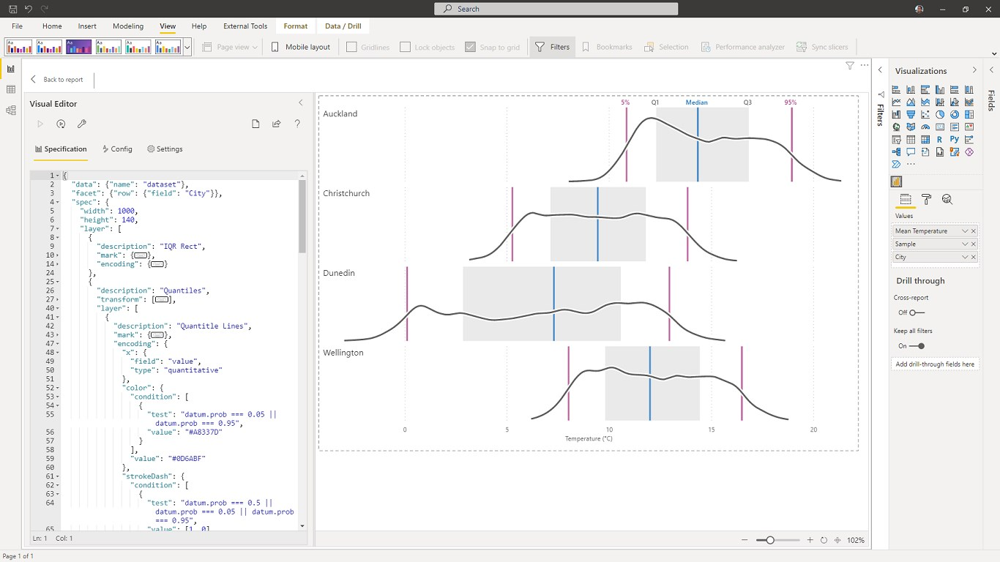 Search
File Home Insert Modeling View Help External Tools Format Data / Drill
Aa Aa Aa Aa Aa Aa
Page view Mobile layout Gridlines Lock objects Snap to grid Filters Bookmarks Selection Performance analyzer Sync slicers
Back to report
Visual Editor
Specification Config Settings
1 {
2 "data": {"name": "dataset"},
3 "facet": {"row": {"field": "City"}},
4 "spec": {
5 "width": 1000,
6 "height": 140,
7 "layer": [
8 {
9 "description": "IQR Rect",
10 "mark": {...},
14 "encoding": {...}
24 },
25 {
26 "description": "Quantiles",
27 "transform": [...],
40 "layer": [
41 {
42 "description": "Quantitle Lines",
43 "mark": {...},
47 "encoding": {
48 "x": {
49 "field": "value",
50 "type": "quantitative"
51 },
52 "color": {
53 "condition": [
54 {
55 "test": "datum.prob === 0.05 ||
datum.prob === 0.95",
56 "value": "#A8337D"
57 }
58 ],
59 "value": "#0D6ABF"
60 },
61 "strokeDash": {
62 "condition": [
63 {
64 "test": "datum.prob === 0.5 ||
datum.prob === 0.05 || datum.prob
=== 0.95",
65 "value": [1, 0]
Ln: 1 Col: 1
5% Q1 Median Q3 95%
Auckland
Christchurch
Dunedin
Wellington
0 5 10 15 20
Temperature (°C)
102%
Filters
Visualizations
R Py
Values
Mean Temperature
Sample
City
Drill through
Cross-report
Off
Keep all filters
On
Add drill-through fields here
Fields
Page 1 of 1